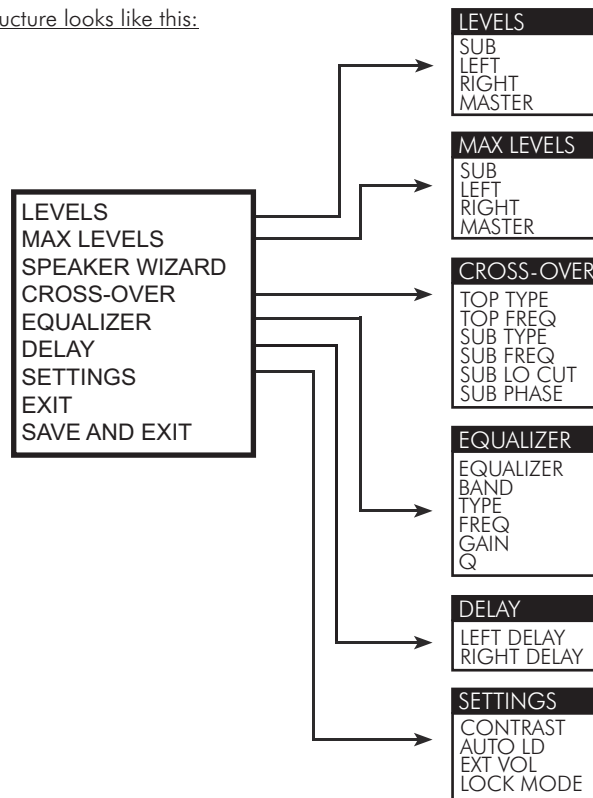 ucture looks like this:
LEVELS
MAX LEVELS
SPEAKER WIZARD
CROSS-OVER
EQUALIZER
DELAY
SETTINGS
EXIT
SAVE AND EXIT
LEVELS
SUB
LEFT
RIGHT
MASTER
MAX LEVELS
SUB
LEFT
RIGHT
MASTER
CROSS-OVER
TOP TYPE
TOP FREQ
SUB TYPE
SUB FREQ
SUB LO CUT
SUB PHASE
EQUALIZER
EQUALIZER
BAND
TYPE
FREQ
GAIN
Q
DELAY
LEFT DELAY
RIGHT DELAY
SETTINGS
CONTRAST
AUTO LD
EXT VOL
LOCK MODE